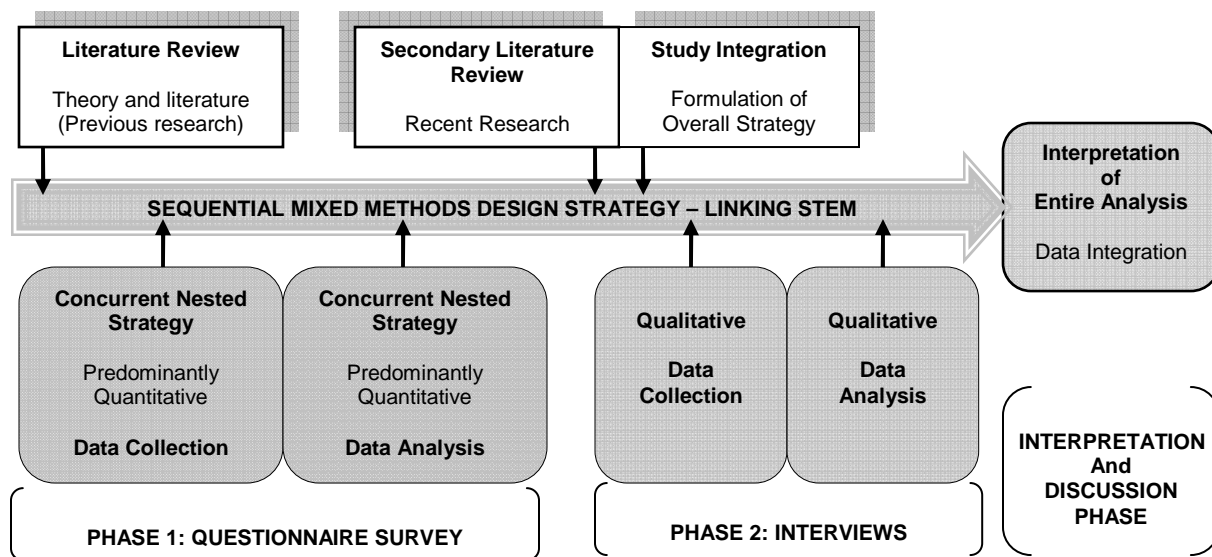 Literature Review
Theory and literature
(Previous research)
Secondary Literature
Review
Recent Research
Study Integration
Formulation of
Overall Strategy
SEQUENTIAL MIXED METHODS DESIGN STRATEGY – LINKING STEM
Interpretation
of
Entire Analysis
Data Integration
Concurrent Nested
Strategy
Predominantly
Quantitative
Data Collection
Concurrent Nested
Strategy
Predominantly
Quantitative
Data Analysis
Qualitative
Data
Collection
Qualitative
Data
Analysis
PHASE 1: QUESTIONNAIRE SURVEY
PHASE 2: INTERVIEWS
INTERPRETATION
And
DISCUSSION
PHASE